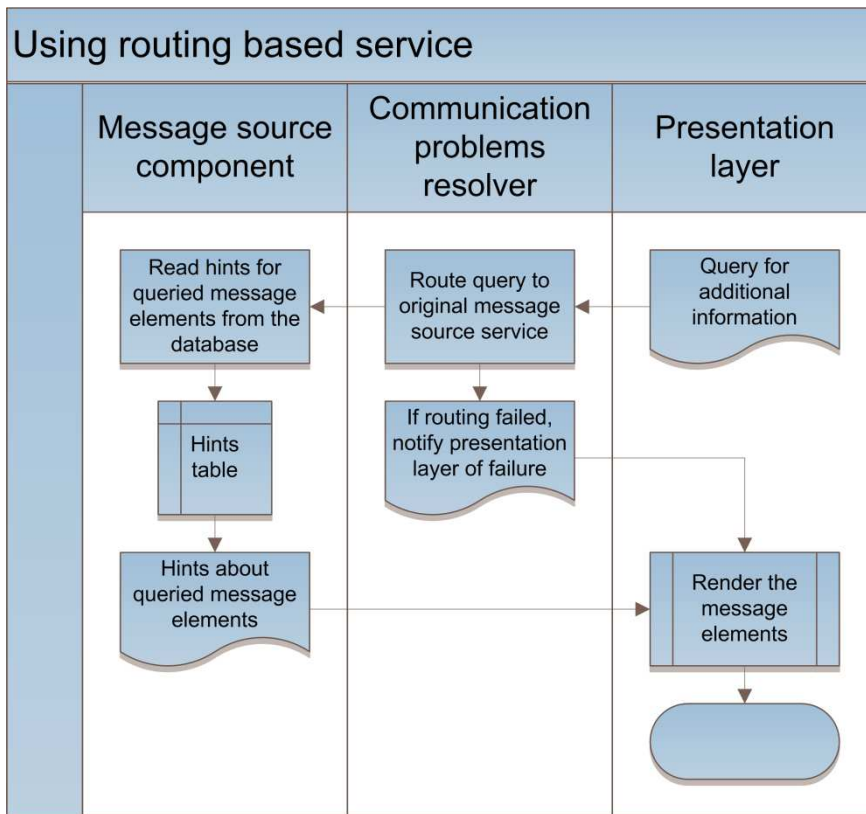 Using routing based service
Message source
component
Communication
problems
resolver
Presentation
layer
Read hints for
queried message
elements from the
database
Route query to
original message
source service
Query for
additional
information
Hints
table
If routing failed,
notify presentation
layer of failure
Hints about
queried message
elements
Render the
message
elements